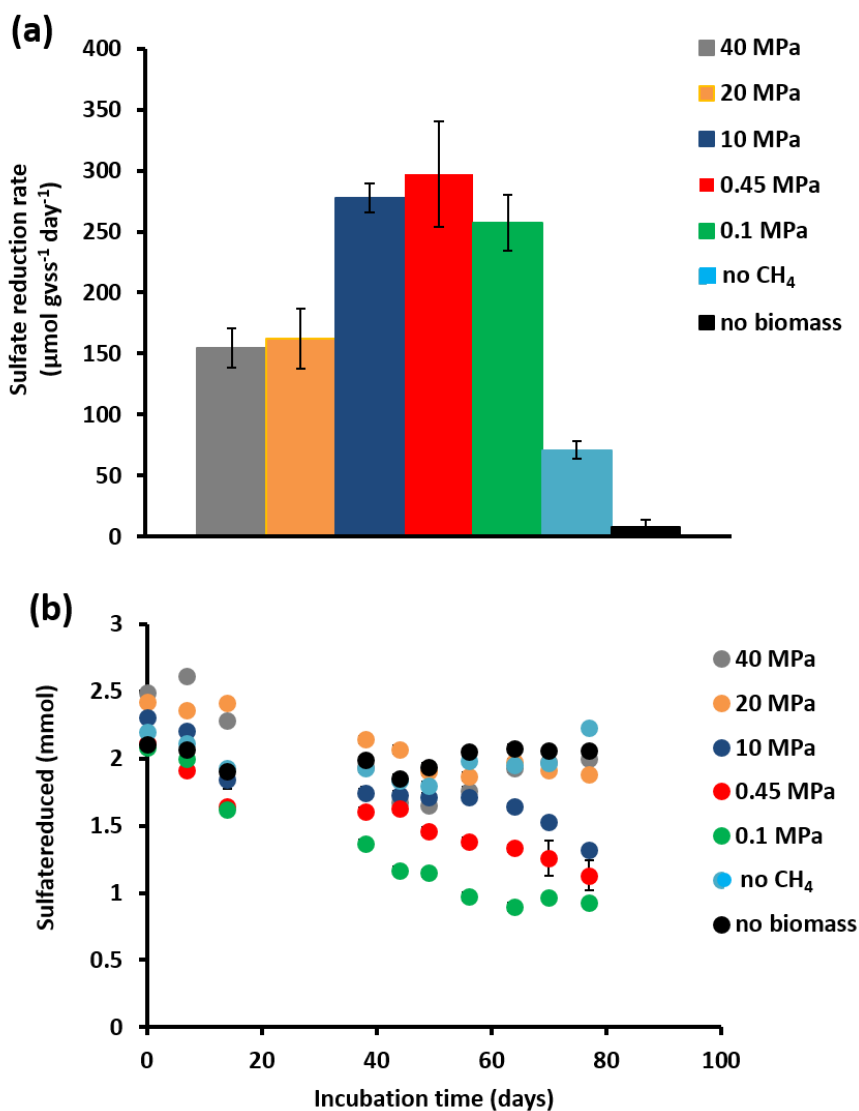 (a)
Sulfate reduction rate
(µmol gvss⁻¹ day⁻¹)
400
350
300
250
200
150
100
50
0
40 MPa
20 MPa
10 MPa
0.45 MPa
0.1 MPa
no CH₄
no biomass
(b)
Sulfatereduced (mmol)
3
2.5
2
1.5
1
0.5
0
0 20 40 60 80 100
Incubation time (days)
40 MPa
20 MPa
10 MPa
0.45 MPa
0.1 MPa
no CH₄
no biomass